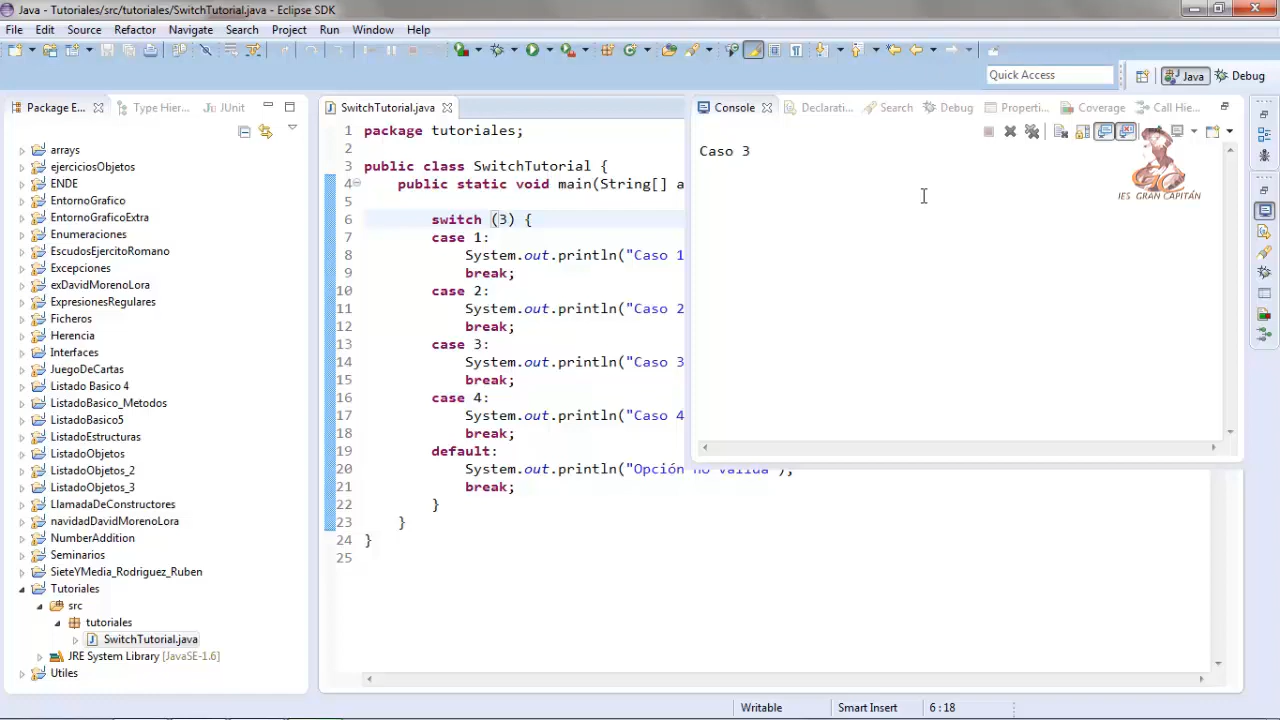 Java - Tutoriales/src/tutoriales/SwitchTutorial.java - Eclipse SDK
File Edit Source Refactor Navigate Search Project Run Window Help
Quick Access
Java
Debug
Package E...
Type Hier...
JUnit
SwitchTutorial.java
Console
Declarati...
Search
Debug
Properti...
Coverage
Call Hie...
arrays
ejerciciosObjetos
ENDE
EntornoGrafico
EntornoGraficoExtra
Enumeraciones
EscudosEjercitoRomano
Excepciones
exDavidMorenoLora
ExpresionesRegulares
Ficheros
Herencia
Interfaces
JuegoDeCartas
Listado Basico 4
ListadoBasico_Metodos
ListadoBasico5
ListadoEstructuras
ListadoObjetos
ListadoObjetos_2
ListadoObjetos_3
LlamadaDeConstructores
navidadDavidMorenoLora
NumberAddition
Seminarios
SieteYMedia_Rodriguez_Ruben
Tutoriales
src
tutoriales
SwitchTutorial.java
JRE System Library [JavaSE-1.6]
Utiles
1 package tutoriales;
2
3 public class SwitchTutorial {
4 public static void main(String[] a
5
6 switch (3) {
7 case 1:
8 System.out.println("Caso 1
9 break;
10 case 2:
11 System.out.println("Caso 2
12 break;
13 case 3:
14 System.out.println("Caso 3
15 break;
16 case 4:
17 System.out.println("Caso 4
18 break;
19 default:
20 System.out.println("Opción no válida");
21 break;
22 }
23 }
24 }
25
Caso 3
IES GRAN CAPITÁN
Writable
Smart Insert
6 : 18